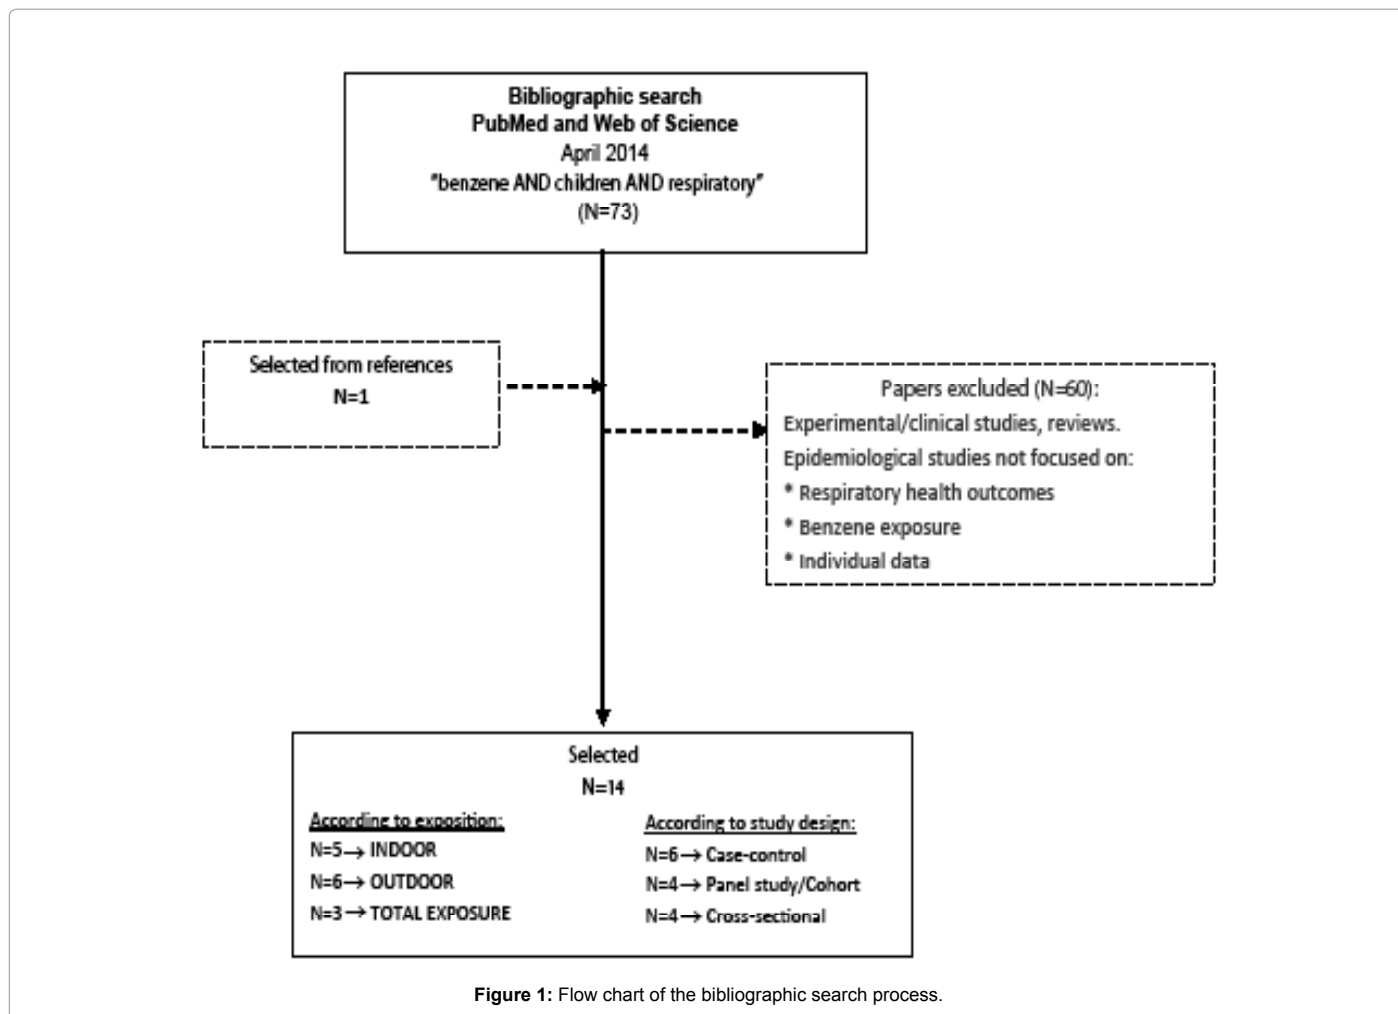 Bibliographic search
PubMed and Web of Science
April 2014
"benzene AND children AND respiratory"
(N=73)
Selected from references
N=1
Papers excluded (N=60):
Experimental/clinical studies, reviews.
Epidemiological studies not focused on:
* Respiratory health outcomes
* Benzene exposure
* Individual data
Selected
N=14
According to exposition:
N=5→ INDOOR
N=6→ OUTDOOR
N=3→ TOTAL EXPOSURE
According to study design:
N=6→ Case-control
N=4→ Panel study/Cohort
N=4→ Cross-sectional
Figure 1: Flow chart of the bibliographic search process.